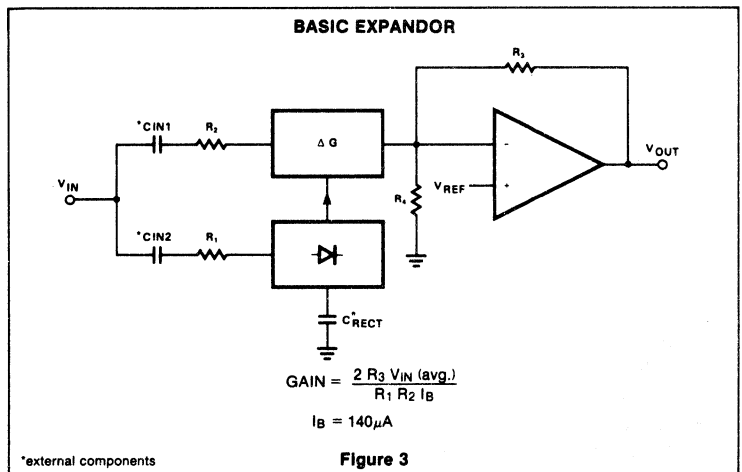 BASIC EXPANDOR
R₃
*CIN1
R₂
Δ G
-
VOUT
VIN
VREF
+
R₄
*CIN2
R₁
C*RECT
GAIN = 2 R₃ VIN (avg.) / R₁ R₂ IB
IB = 140μA
*external components
Figure 3